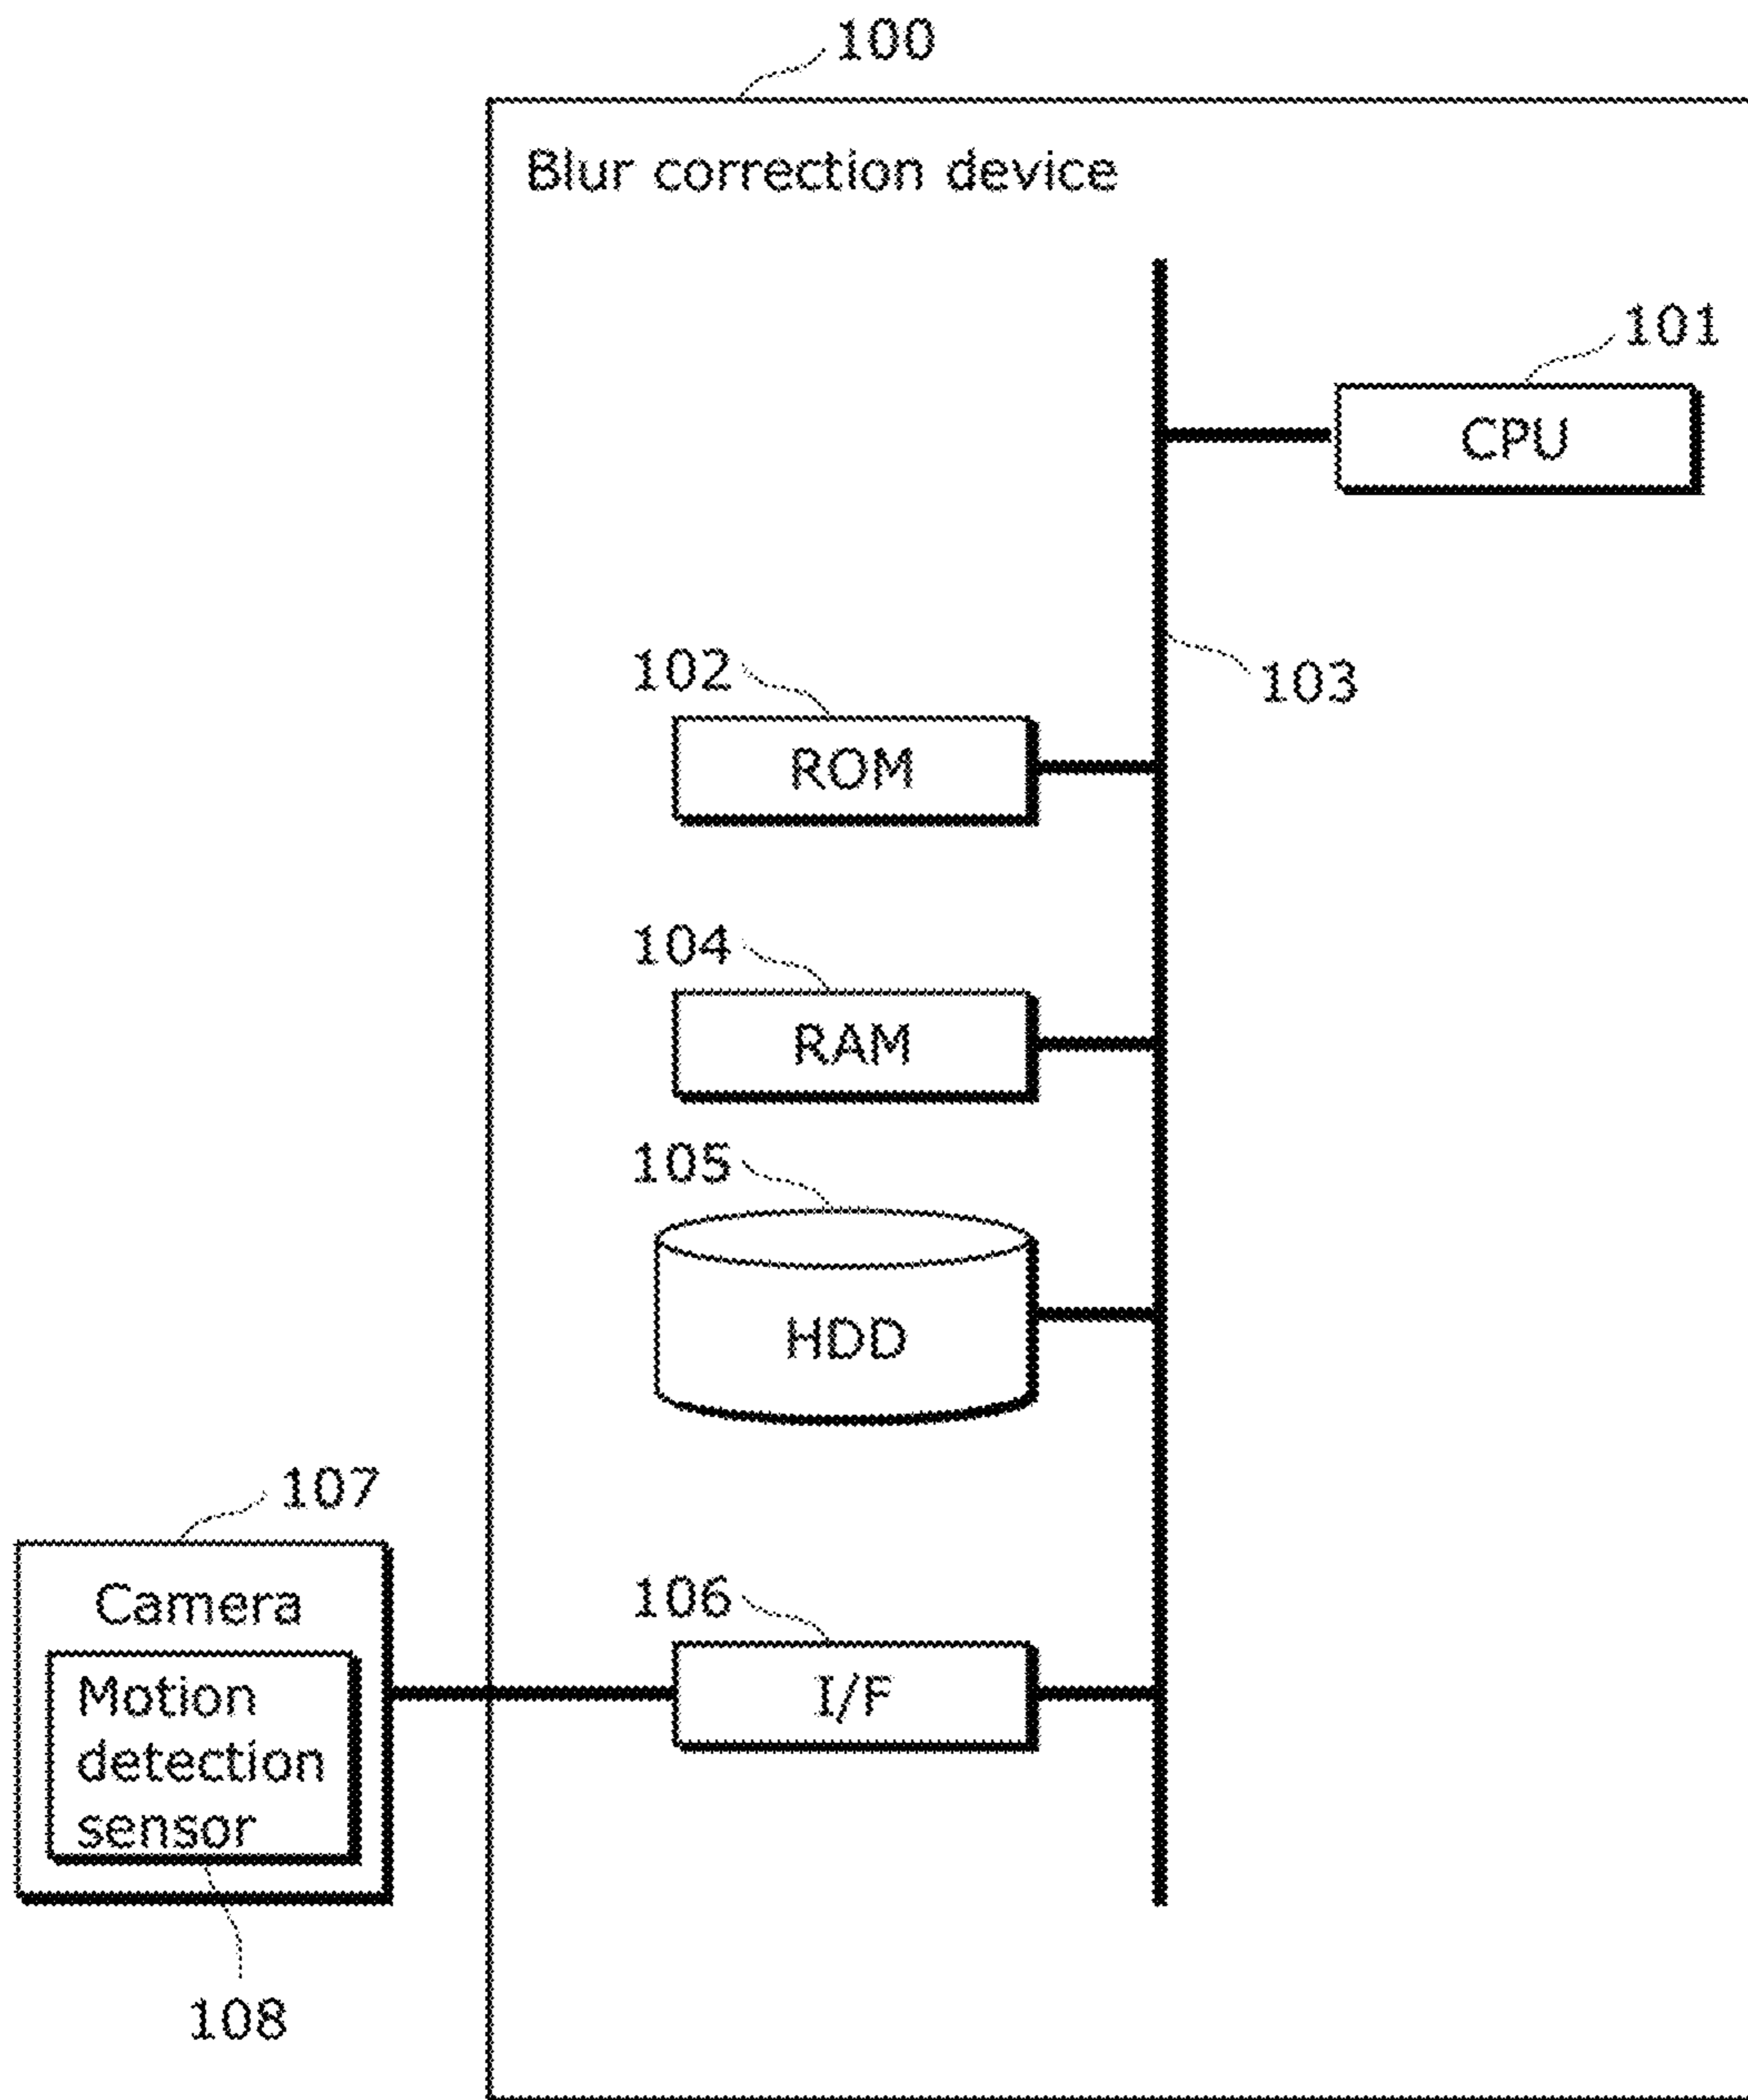 100
Blur correction device
101
CPU
102
103
ROM
104
RAM
105
HDD
107
Camera
106
Motion
detection
sensor
I/F
108